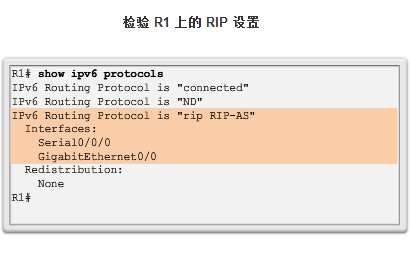 检验 R1 上的 RIP 设置
R1# show ipv6 protocols
IPv6 Routing Protocol is "connected"
IPv6 Routing Protocol is "ND"
IPv6 Routing Protocol is "rip RIP-AS"
Interfaces:
Serial0/0/0
GigabitEthernet0/0
Redistribution:
None
R1#